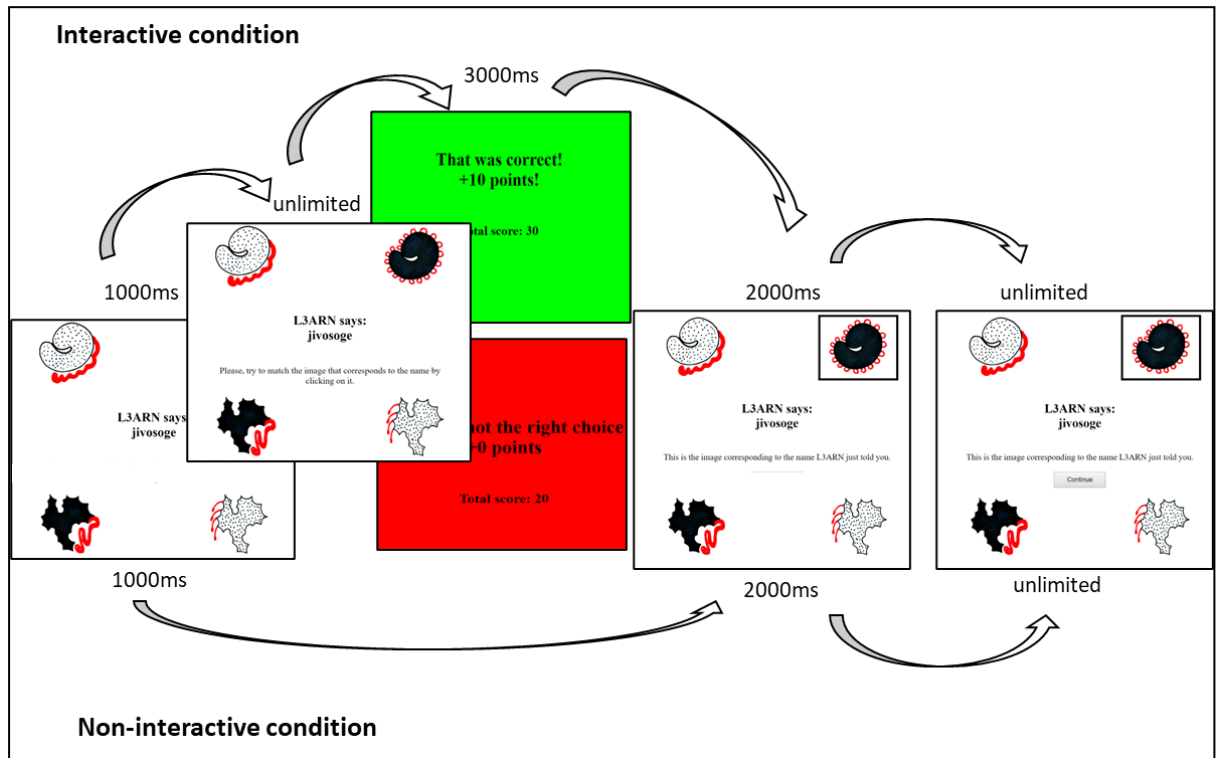 Interactive condition
3000ms
That was correct!
+10 points!
Total score: 30
unlimited
1000ms
L3ARN says:
jivosoge
Please, try to match the image that corresponds to the name by
clicking on it.
L3ARN says
jivosoge
not the right choice
+0 points
Total score: 20
2000ms
L3ARN says:
jivosoge
This is the image corresponding to the name L3ARN just told you.
unlimited
L3ARN says:
jivosoge
This is the image corresponding to the name L3ARN just told you.
Continue
1000ms
2000ms
unlimited
Non-interactive condition